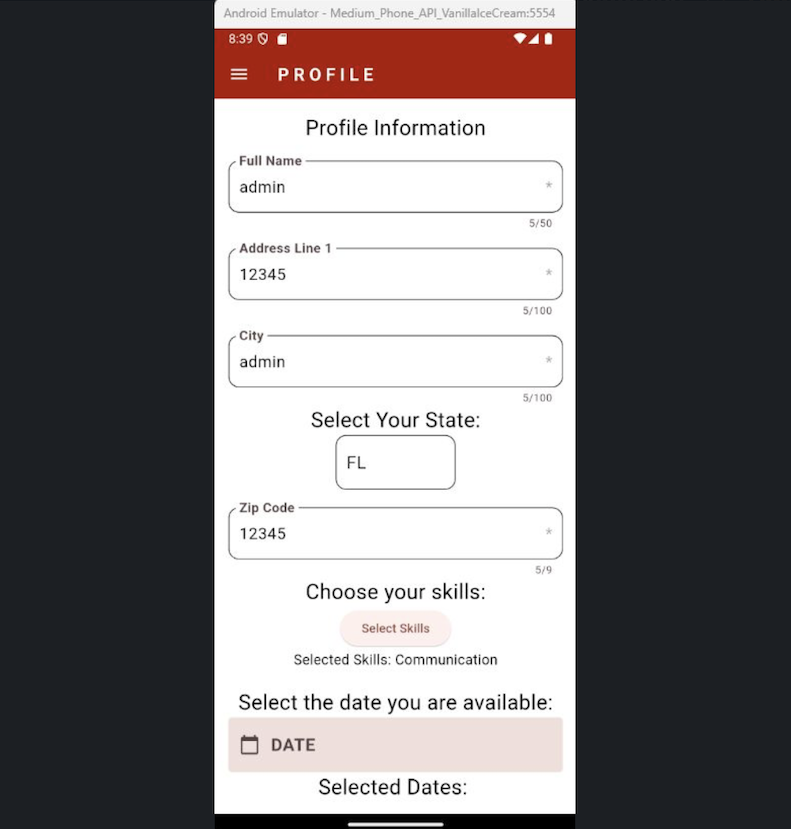 Android Emulator - Medium_Phone_API_VanillaIceCream:5554
8:39
PROFILE
Profile Information
Full Name
admin *
5/50
Address Line 1
12345 *
5/100
City
admin *
5/100
Select Your State:
FL
Zip Code
12345 *
5/9
Choose your skills:
Select Skills
Selected Skills: Communication
Select the date you are available:
DATE
Selected Dates: